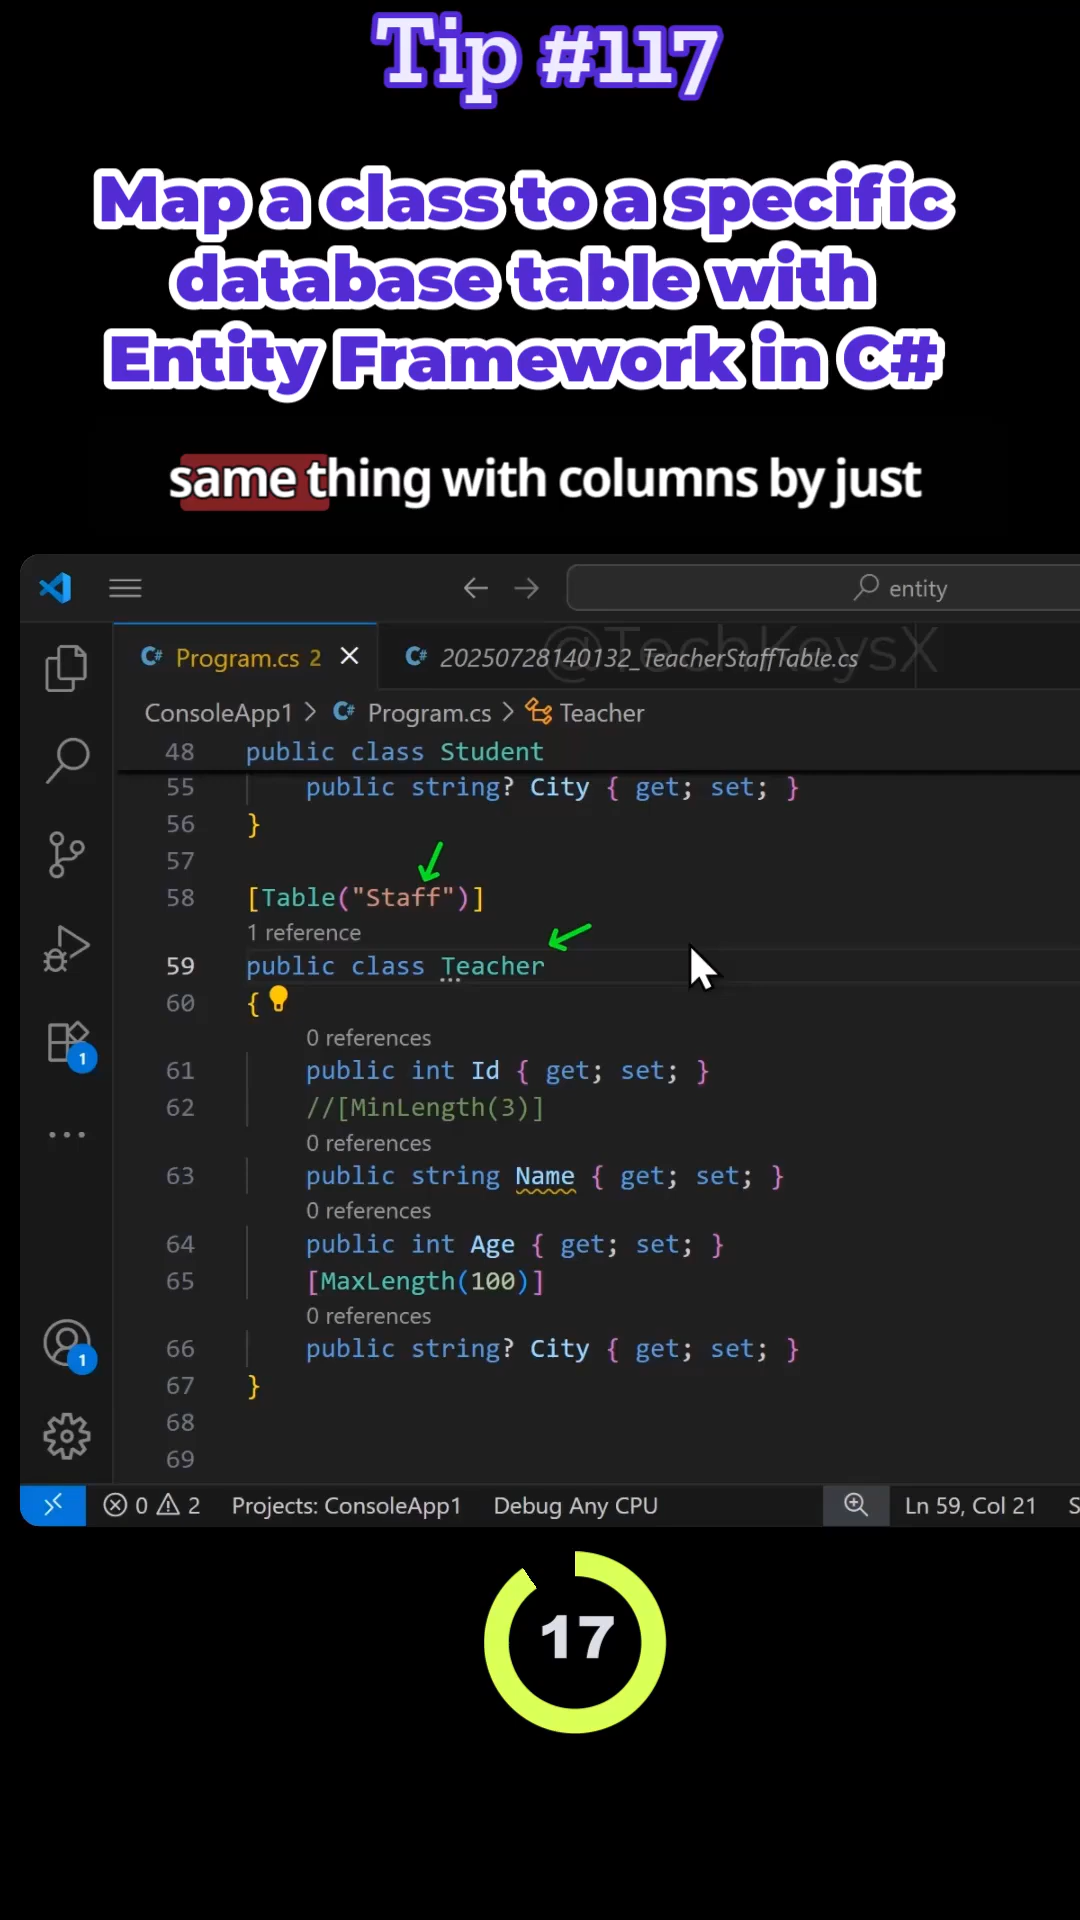 Tip #117
Map a class to a specific
database table with
Entity Framework in C#
same thing with columns by just
entity
@TechKeysX
Program.cs 2
20250728140132_TeacherStaffTable.cs
ConsoleApp1 > Program.cs > Teacher
48 public class Student
55 public string? City { get; set; }
56 }
57
58 [Table("Staff")]
1 reference
59 public class Teacher
60 {
0 references
61 public int Id { get; set; }
62 //[MinLength(3)]
0 references
63 public string Name { get; set; }
0 references
64 public int Age { get; set; }
65 [MaxLength(100)]
0 references
66 public string? City { get; set; }
67 }
68
69
1
1
0 2 Projects: ConsoleApp1 Debug Any CPU Ln 59, Col 21 S
17